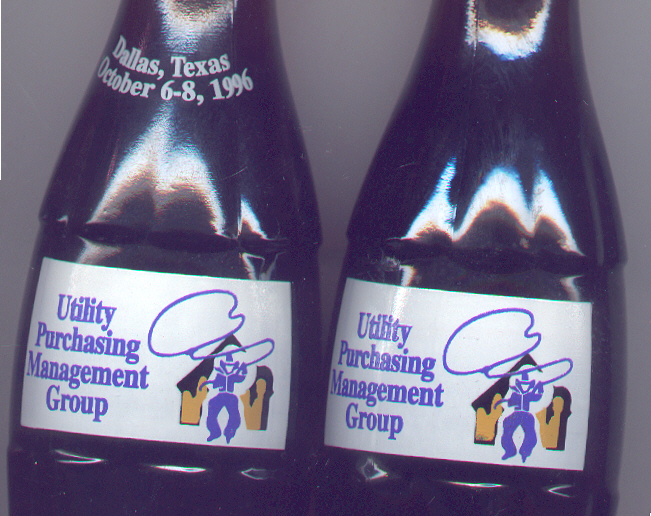 Dallas, Texas
October 6-8, 1996
Utility
Purchasing
Management
Group
Utility
Purchasing
Management
Group